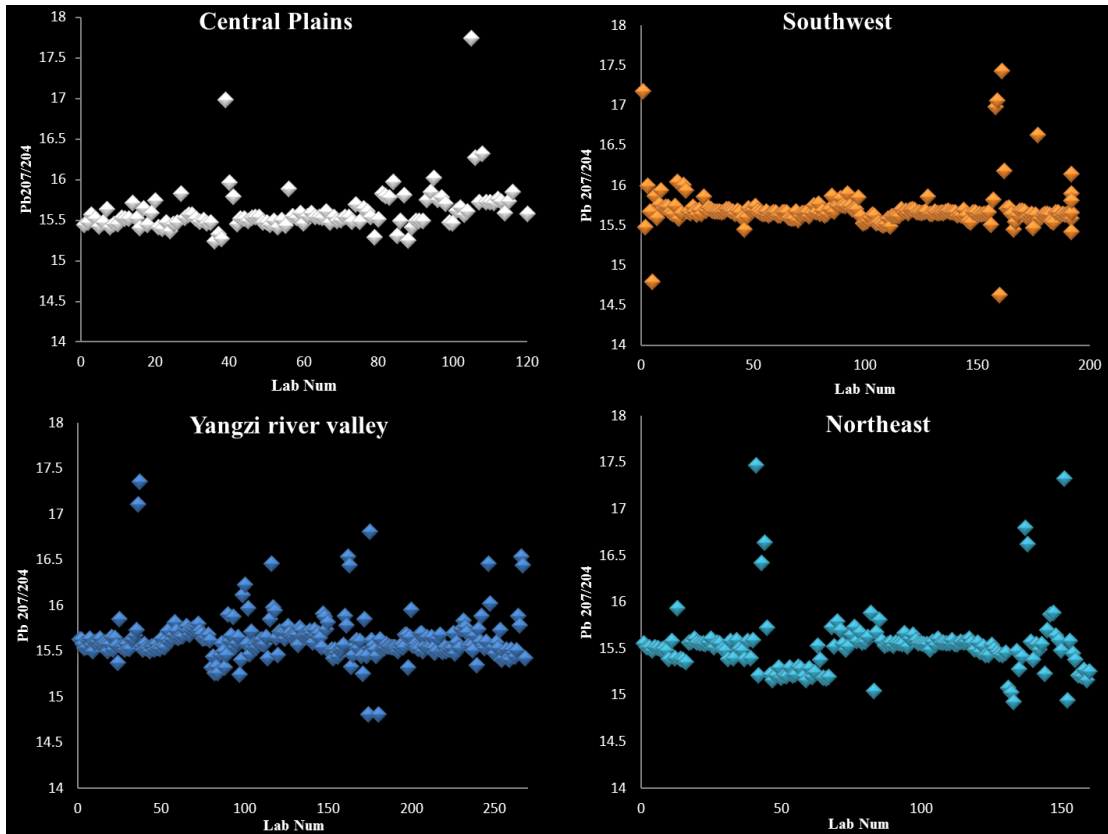 Central Plains
18
17.5
17
16.5
16
15.5
15
14.5
14
Pb207/204
0 20 40 60 80 100 120
Lab Num
Southwest
18
17.5
17
16.5
16
15.5
15
14.5
14
Pb 207/204
0 50 100 150 200
Lab Num
Yangzi river valley
18
17.5
17
16.5
16
15.5
15
14.5
14
Pb 207/204
0 50 100 150 200 250
Lab Num
Northeast
18
17.5
17
16.5
16
15.5
15
14.5
14
Pb 207/204
0 50 100 150
Lab Num